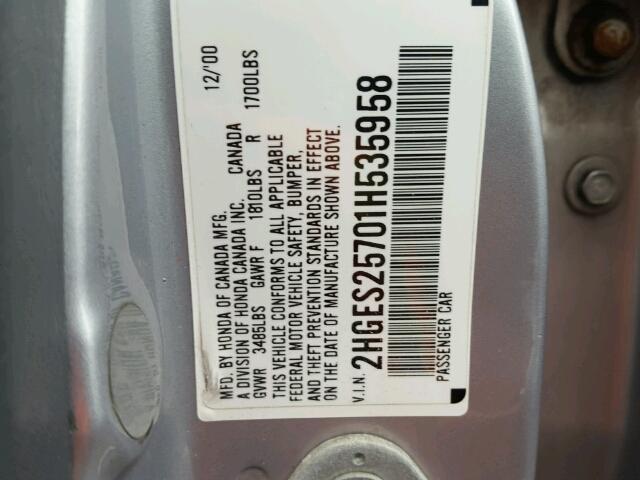 MFD. BY HONDA OF CANADA MFG. 12/'00
A DIVISION OF HONDA CANADA INC. CANADA
GVWR 3485LBS GAWR F 1810LBS R 1700LBS
THIS VEHICLE CONFORMS TO ALL APPLICABLE
FEDERAL MOTOR VEHICLE SAFETY, BUMPER,
AND THEFT PREVENTION STANDARDS IN EFFECT
ON THE DATE OF MANUFACTURE SHOWN ABOVE.
V.I.N. 2HGES25701H535958
PASSENGER CAR